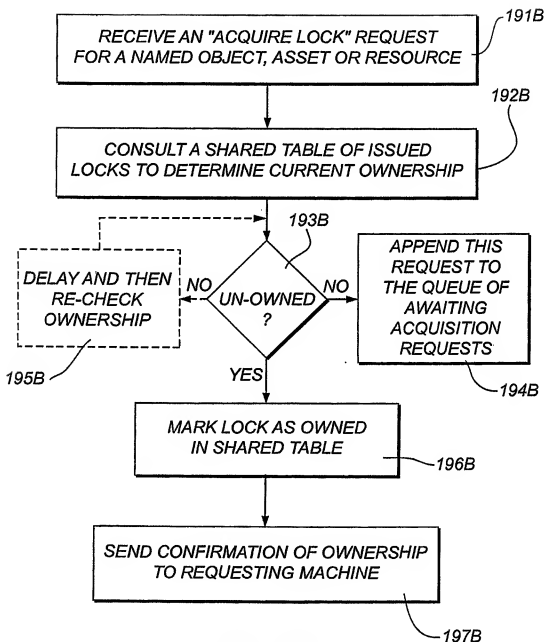 RECEIVE AN "ACQUIRE LOCK" REQUEST
FOR A NAMED OBJECT, ASSET OR RESOURCE
191B
192B
CONSULT A SHARED TABLE OF ISSUED
LOCKS TO DETERMINE CURRENT OWNERSHIP
193B
DELAY AND THEN
RE-CHECK
OWNERSHIP
NO
UN-OWNED
?
NO
APPEND THIS
REQUEST TO
THE QUEUE OF
AWAITING
ACQUISITION
REQUESTS
195B
YES
194B
MARK LOCK AS OWNED
IN SHARED TABLE
196B
SEND CONFIRMATION OF OWNERSHIP
TO REQUESTING MACHINE
197B